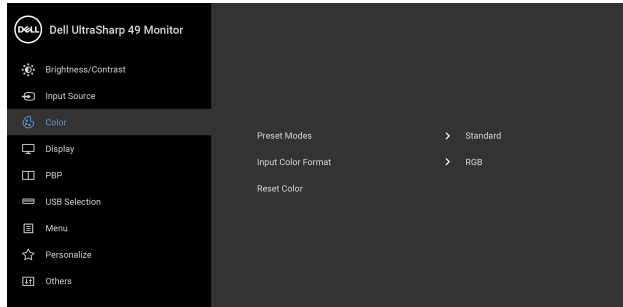 DELL
Dell UltraSharp 49 Monitor
Brightness/Contrast
Input Source
Color
Display
PBP
USB Selection
Menu
Personalize
Others
Preset Modes > Standard
Input Color Format > RGB
Reset Color